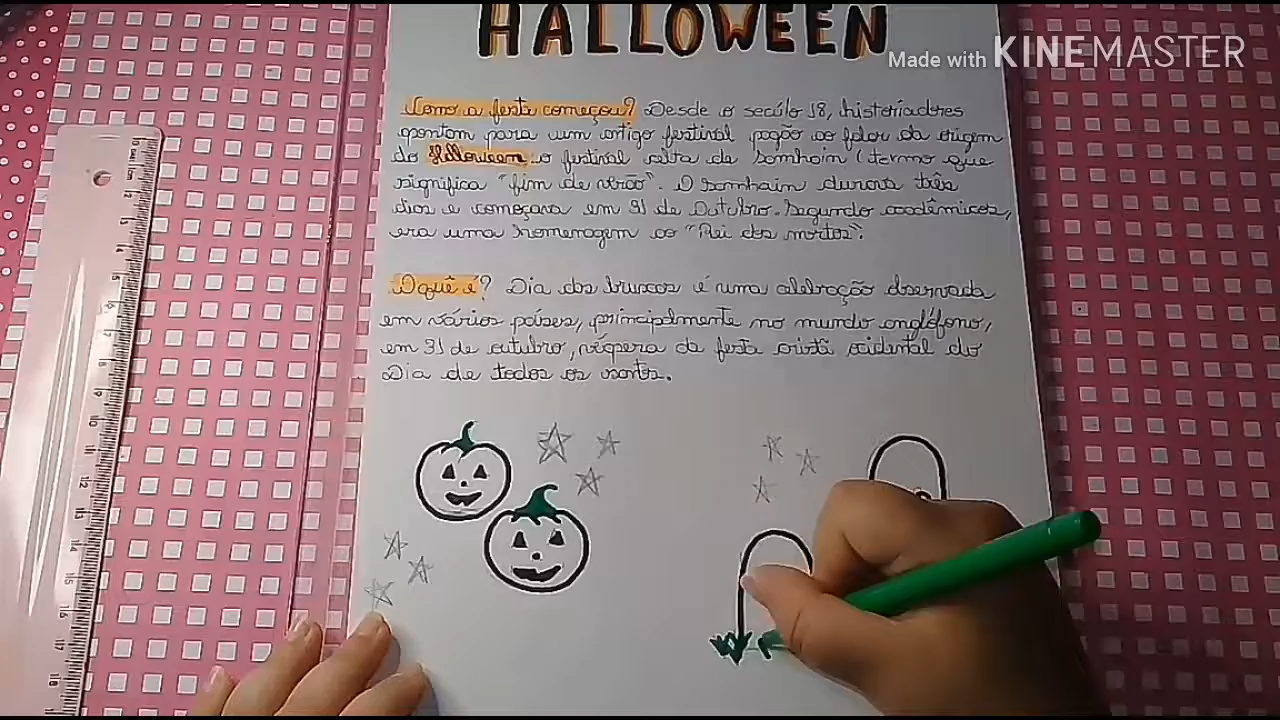 HALLOWEEN
Made with KINEMASTER
Como a festa começou? Desde o século 18, historiadores
apontam para um antigo festival pagão ao falar da origem
do Halloween: o festival celta de Samhain (termo que
significa "fim de verão". O Samhain durava três
dias e começava em 31 de Outubro. Segundo acadêmicos,
era uma homenagem ao "Rei dos mortos".
O quê é? Dia das bruxas é uma celebração observada
em vários países, principalmente no mundo anglófono,
em 31 de outubro, véspera da festa cristã ocidental do
Dia de todos os santos.